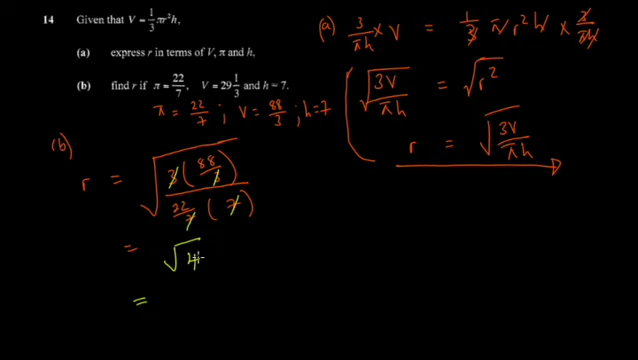 14 Given that V = 1/3 πr²h,
(a) express r in terms of V, π and h,
(b) find r if π = 22/7, V = 29 1/3 and h = 7.
π = 22/7 ; V = 88/3 ; h = 7
(a) 3/πh × V = 1/3 π r² h × 3/πh
√(3V/πh) = √r²
r = √(3V/πh)
(b)
r = √(3(88/3) / 22/7 (7))
= √4
=